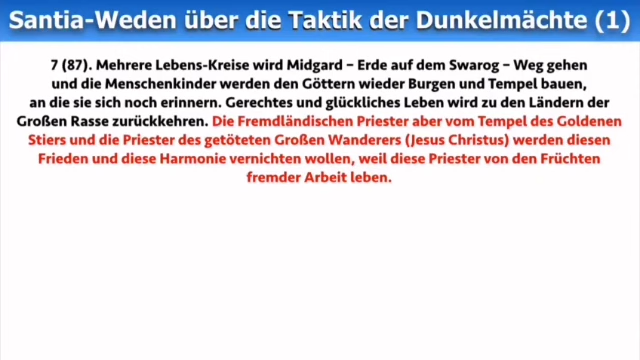 Santia-Weden über die Taktik der Dunkelmächte (1)
7 (87). Mehrere Lebens-Kreise wird Midgard – Erde auf dem Swarog – Weg gehen
und die Menschenkinder werden den Göttern wieder Burgen und Tempel bauen,
an die sie sich noch erinnern. Gerechtes und glückliches Leben wird zu den Ländern der
Großen Rasse zurückkehren. Die Fremdländischen Priester aber vom Tempel des Goldenen
Stiers und die Priester des getöteten Großen Wanderers (Jesus Christus) werden diesen
Frieden und diese Harmonie vernichten wollen, weil diese Priester von den Früchten
fremder Arbeit leben.